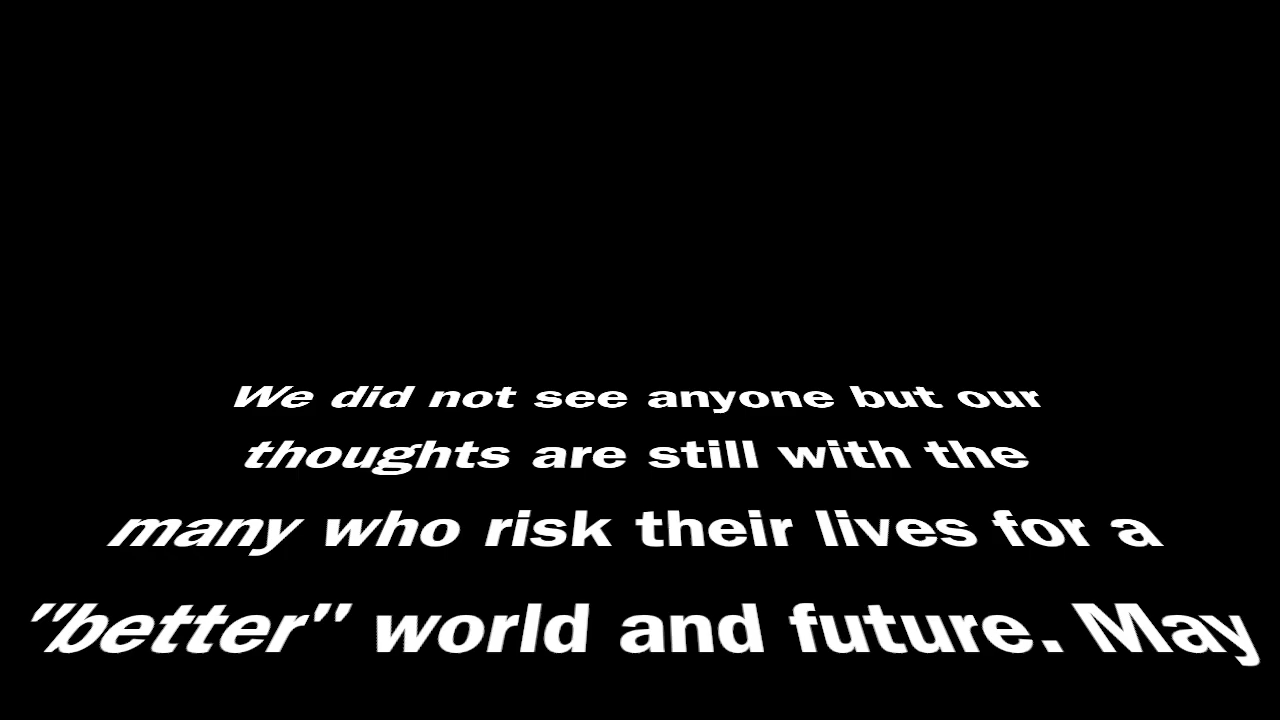 We did not see anyone but our
thoughts are still with the
many who risk their lives for a
"better" world and future. May